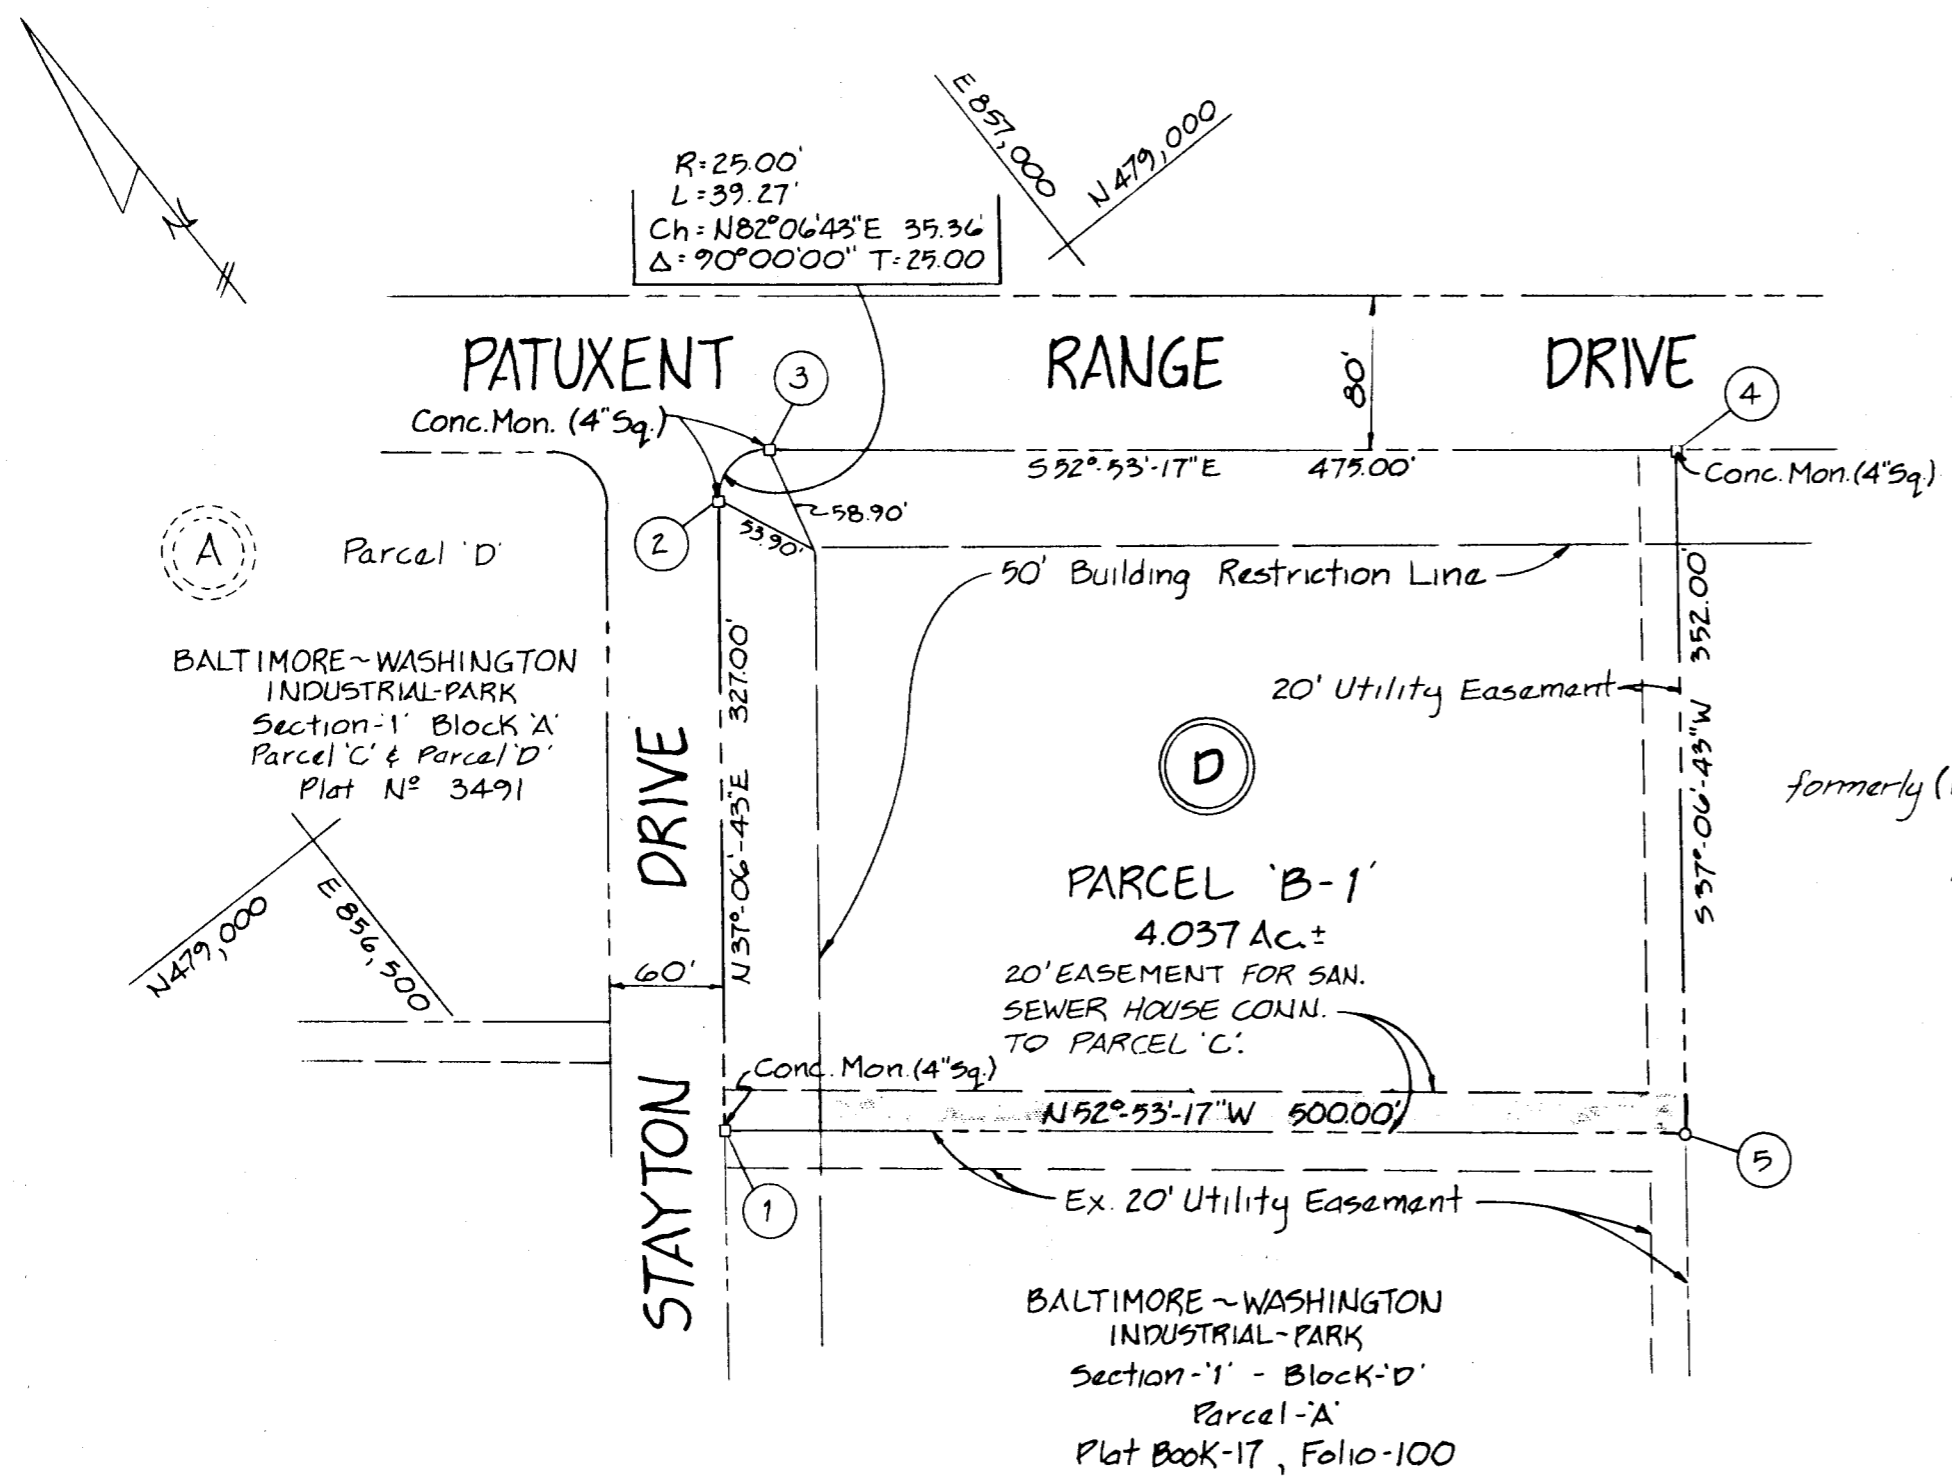 E 857,000
N 479,000
R=25.00'
L=39.27'
Ch=N82°06'43"E 35.36'
Δ=90°00'00" T=25.00
N
PATUXENT RANGE DRIVE
80'
3
4
Conc.Mon. (4"Sq.)
S52°-53'-17"E 475.00'
Conc. Mon.(4"Sq.)
58.90'
53.90'
2
A
Parcel 'D'
50' Building Restriction Line
BALTIMORE~WASHINGTON
INDUSTRIAL-PARK
Section-'1' Block 'A'
Parcel 'C' & Parcel 'D'
Plat Nº 3491
N37°-06'-43"E 327.00'
S37°-06'-43"W 352.00'
20' Utility Easement
D
formerly (
N479,000
E 856,500
STAYTON DRIVE
60'
PARCEL 'B-1'
4.037 Ac.±
20' EASEMENT FOR SAN.
SEWER HOUSE CONN.
TO PARCEL 'C'.
Conc. Mon.(4"Sq.)
N52°-53'-17"W 500.00'
5
1
Ex. 20' Utility Easement
BALTIMORE~WASHINGTON
INDUSTRIAL-PARK
Section-'1' - Block-'D'
Parcel-'A'
Plat Book-17, Folio-100